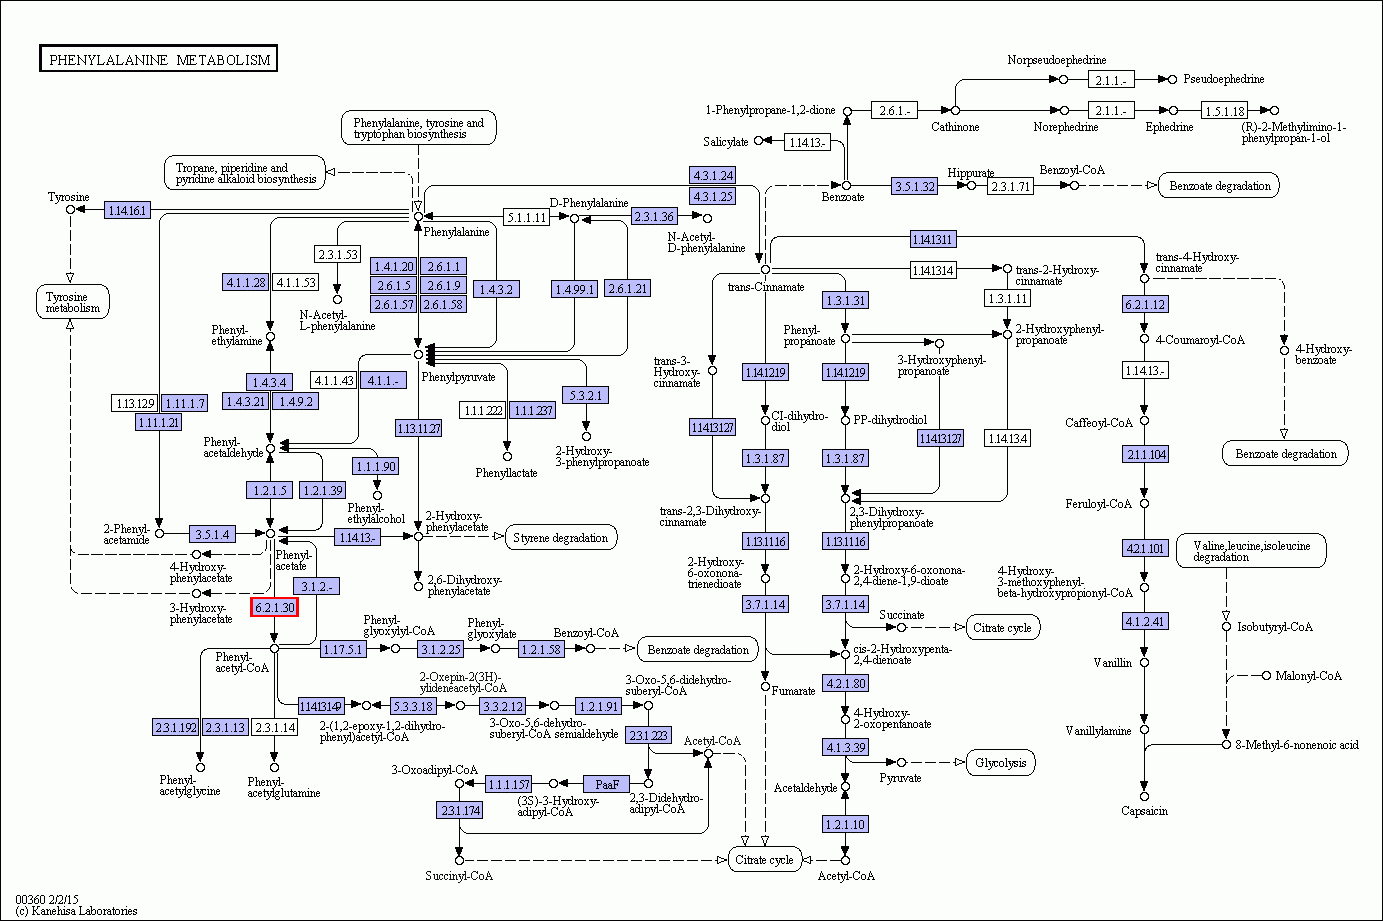 PHENYLALANINE METABOLISM
Norpseudoephedrine
2.1.1.-
Pseudoephedrine
1-Phenylpropane-1,2-dione
2.6.1.-
Cathinone
2.1.1.-
Norephedrine
Ephedrine
1.5.1.18
(R)-2-Methylimino-1-
phenylpropan-1-ol
Phenylalanine, tyrosine and
tryptophan biosynthesis
Salicylate
1.14.13.-
Tropane, piperidine and
pyridine alkaloid biosynthesis
4.3.1.24
4.3.1.25
Benzoate
3.5.1.32
Hippurate
2.3.1.71
Benzoyl-CoA
Benzoate degradation
Tyrosine
1.14.16.1
Phenylalanine
5.1.1.11
D-Phenylalanine
2.3.1.36
N-Acetyl-
D-phenylalanine
1.14.1311
trans-4-Hydroxy-
cinnamate
2.3.1.53
4.1.1.28
4.1.1.53
1.4.1.20
2.6.1.1
2.6.1.5
2.6.1.9
2.6.1.57
2.6.1.58
1.4.3.2
1.4.99.1
2.6.1.21
trans-Cinnamate
1.14.1314
trans-2-Hydroxy-
cinnamate
1.3.1.31
1.3.1.11
6.2.1.12
Tyrosine
metabolism
N-Acetyl-
L-phenylalanine
Phenyl-
ethylamine
Phenyl-
propanoate
2-Hydroxyphenyl-
propanoate
4-Coumaroyl-CoA
4-Hydroxy-
benzoate
Phenylpyruvate
trans-3-
Hydroxy-
cinnamate
3-Hydroxyphenyl-
propanoate
1.14.1219
1.14.1219
1.14.13.-
1.4.3.4
4.1.1.43
4.1.1.-
1.4.3.21
1.4.9.2
5.3.2.1
1.13.129
1.11.1.7
1.11.1.21
1.1.1.222
1.1.1.237
1.13.11.27
11413127
CI-dihydro-
diol
PP-dihydrodiol
11413127
1.14.13.4
Caffeoyl-CoA
Phenyl-
acetaldehyde
1.1.1.90
Phenyllactate
2-Hydroxy-
3-phenylpropanoate
1.3.1.87
1.3.1.87
2.1.1.104
Benzoate degradation
1.2.1.5
1.2.1.39
Phenyl-
ethylalcohol
trans-2,3-Dihydroxy-
cinnamate
2,3-Dihydroxy-
phenylpropanoate
Feruloyl-CoA
2-Phenyl-
acetamide
3.5.1.4
1.14.13.-
2-Hydroxy-
phenylacetate
Styrene degradation
1.131116
1.131116
4.2.1.101
Valine,leucine,isoleucine
degradation
Phenyl-
acetate
4-Hydroxy-
phenylacetate
3.1.2.-
2,6-Dihydroxy-
phenylacetate
2-Hydroxy-
6-oxonona-
trienedioate
2-Hydroxy-6-oxonona-
2,4-diene-1,9-dioate
4-Hydroxy-
3-methoxyphenyl-
beta-hydroxypropionyl-CoA
3-Hydroxy-
phenylacetate
6.2.1.30
3.7.1.14
3.7.1.14
Succinate
Citrate cycle
4.1.2.41
Isobutyryl-CoA
Phenyl-
acetyl-CoA
1.17.5.1
Phenyl-
glyoxylyl-CoA
3.1.2.25
Phenyl-
glyoxylate
1.2.1.58
Benzoyl-CoA
Benzoate degradation
cis-2-Hydroxypenta-
2,4-dienoate
Vanillin
Malonyl-CoA
Fumarate
4.2.1.80
2-Oxepin-2(3H)-
ylideneacetyl-CoA
3-Oxo-5,6-didehydro-
suberyl-CoA
11413149
5.3.3.18
3.3.2.12
1.2.1.91
2-(1,2-epoxy-1,2-dihydro-
phenyl)acetyl-CoA
3-Oxo-5,6-dehydro-
suberyl-CoA semialdehyde
4-Hydroxy-
2-oxopentanoate
Vanillylamine
2.3.1.192
2.3.1.13
2.3.1.14
2.3.1.223
Acetyl-CoA
4.1.3.39
8-Methyl-6-nonenoic acid
Pyruvate
Glycolysis
Phenyl-
acetylglycine
Phenyl-
acetylglutamine
3-Oxoadipyl-CoA
1.1.1.157
PaaF
(3S)-3-Hydroxy-
adipyl-CoA
2,3-Didehydro-
adipyl-CoA
Acetaldehyde
2.3.1.174
1.2.1.10
Capsaicin
Succinyl-CoA
Citrate cycle
Acetyl-CoA
00360 2/2/15
(c) Kanehisa Laboratories